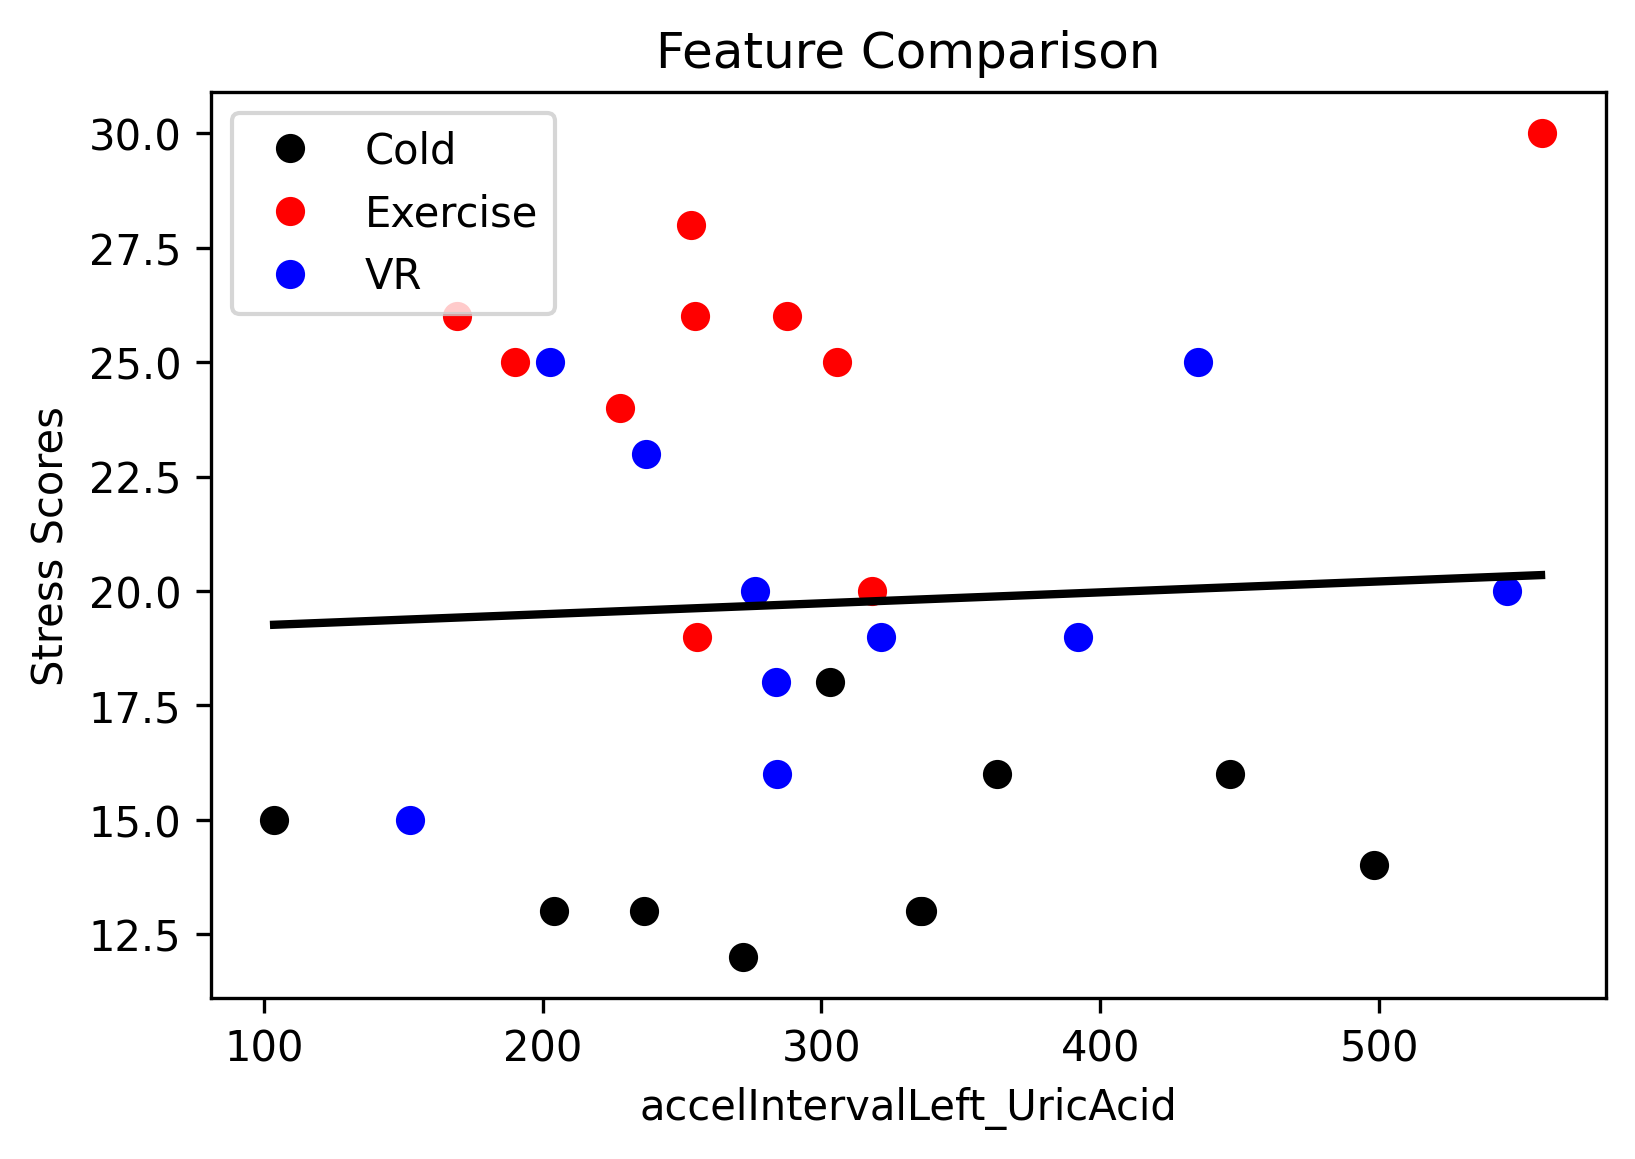 Feature Comparison
Cold
Exercise
VR
30.0
27.5
25.0
22.5
20.0
17.5
15.0
12.5
Stress Scores
100 200 300 400 500
accelIntervalLeft_UricAcid